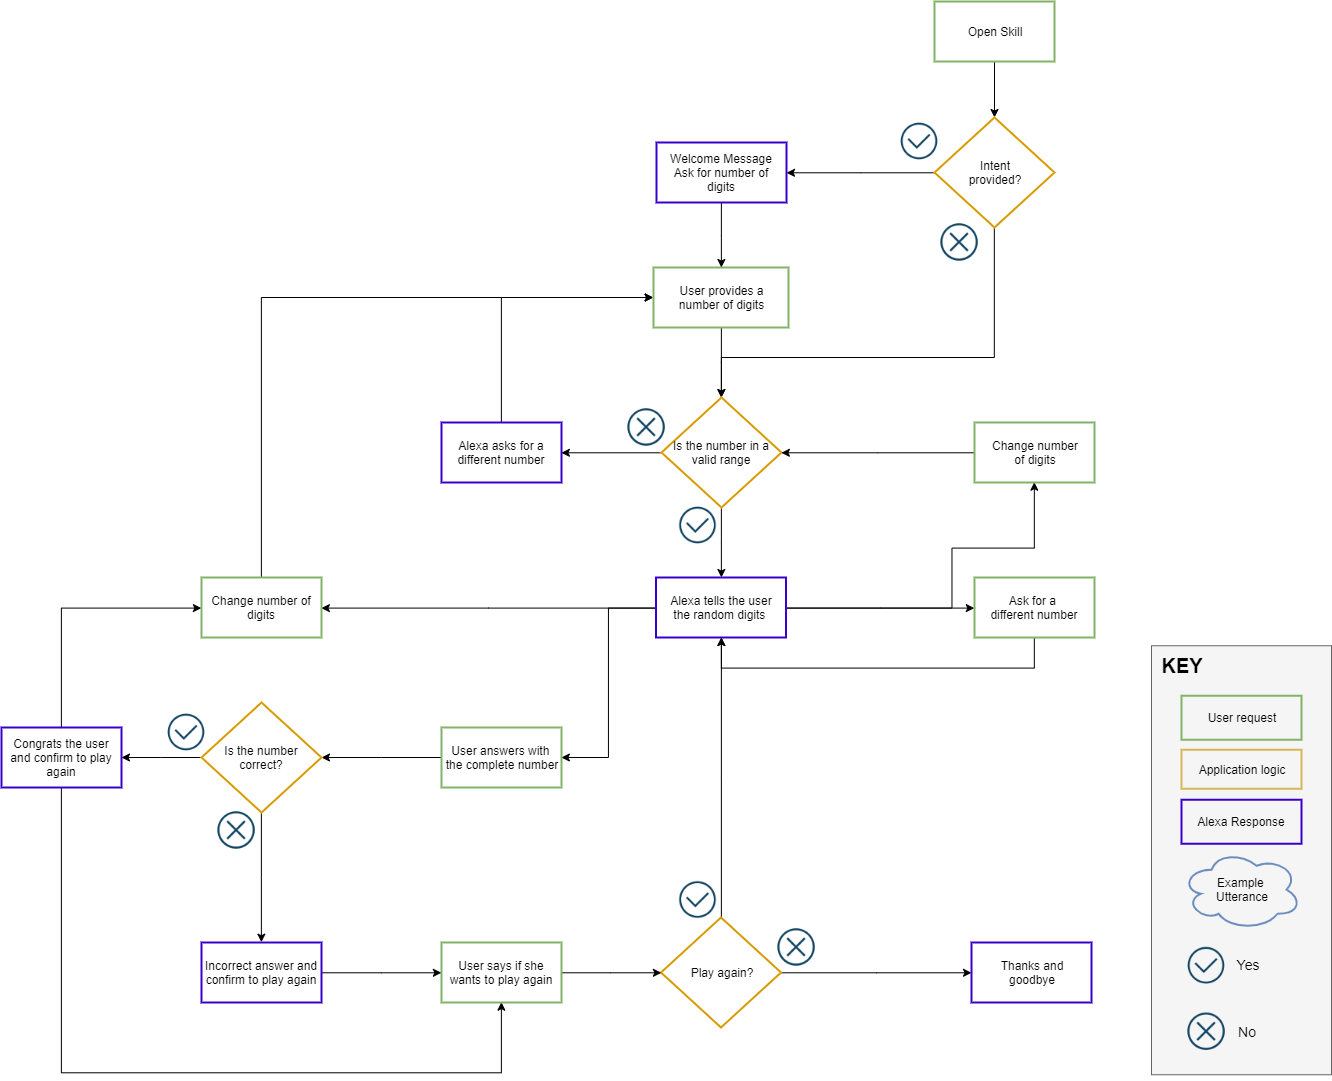 Open Skill
Intent
provided?
Welcome Message
Ask for number of
digits
User provides a
number of digits
Is the number in a
valid range
Alexa asks for a
different number
Change number
of digits
Change number of
digits
Alexa tells the user
the random digits
Ask for a
different number
Congrats the user
and confirm to play
again
Is the number
correct?
User answers with
the complete number
Incorrect answer and
confirm to play again
User says if she
wants to play again
Play again?
Thanks and
goodbye
KEY
User request
Application logic
Alexa Response
Example
Utterance
Yes
No